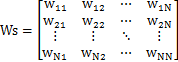 Ws = [w11 w12 ⋯ w1N
w21 w22 ⋯ w2N
⋮ ⋮ ⋱ ⋮
wN1 wN2 ⋯ wNN]